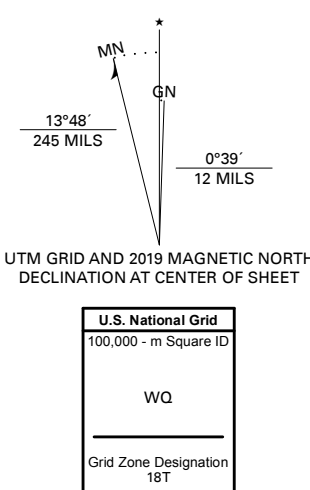 ★
MN
GN
13°48´
245 MILS
0°39´
12 MILS
UTM GRID AND 2019 MAGNETIC NORTH
DECLINATION AT CENTER OF SHEET
U.S. National Grid
100,000 - m Square ID
WQ
Grid Zone Designation
18T